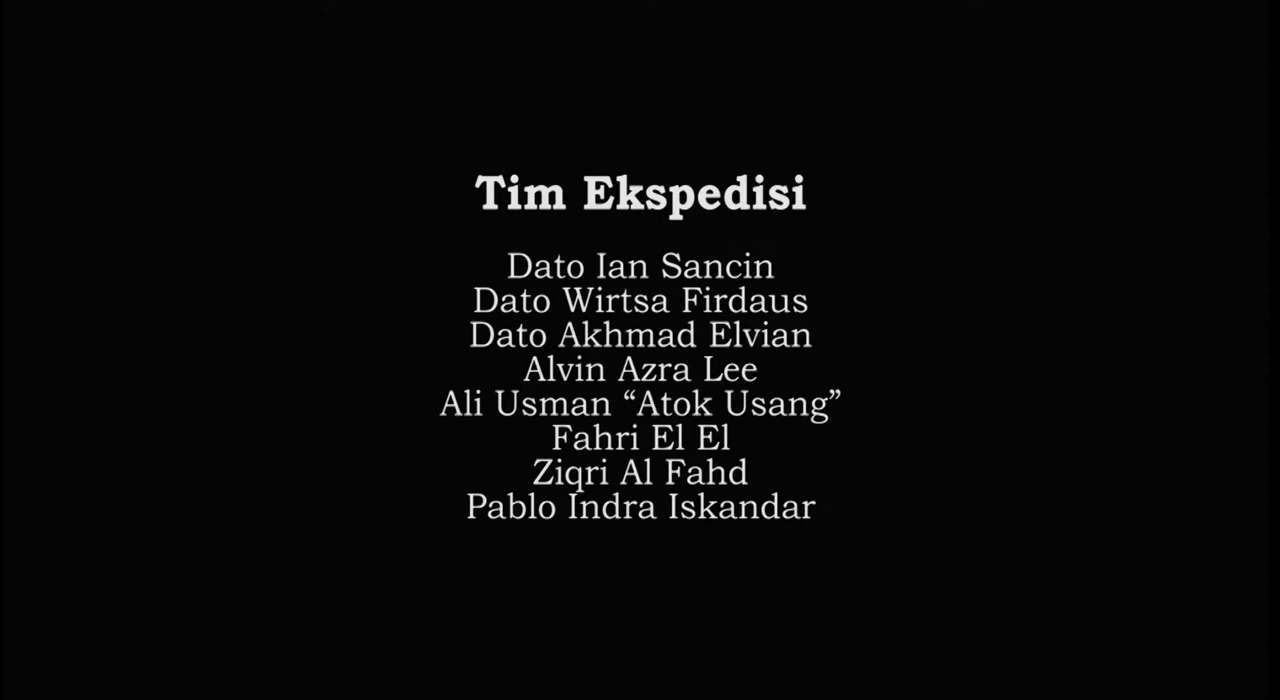 Tim Ekspedisi
Dato Ian Sancin
Dato Wirtsa Firdaus
Dato Akhmad Elvian
Alvin Azra Lee
Ali Usman “Atok Usang”
Fahri El El
Ziqri Al Fahd
Pablo Indra Iskandar